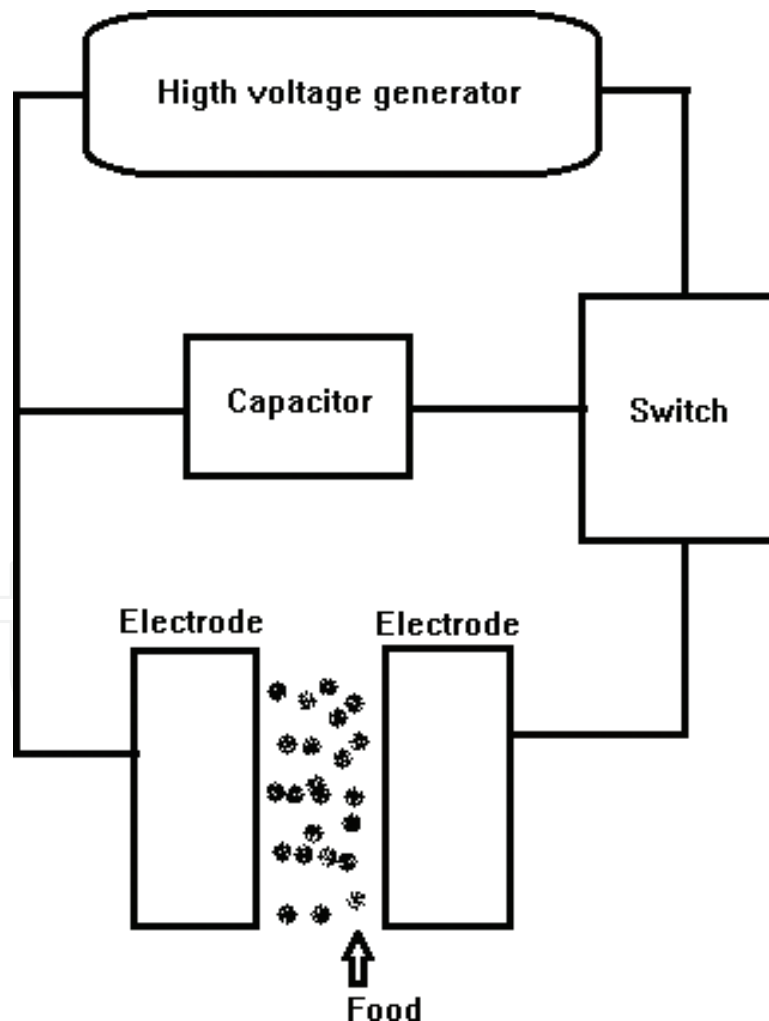 Higth voltage generator
Capacitor
Switch
Electrode
Electrode
Food